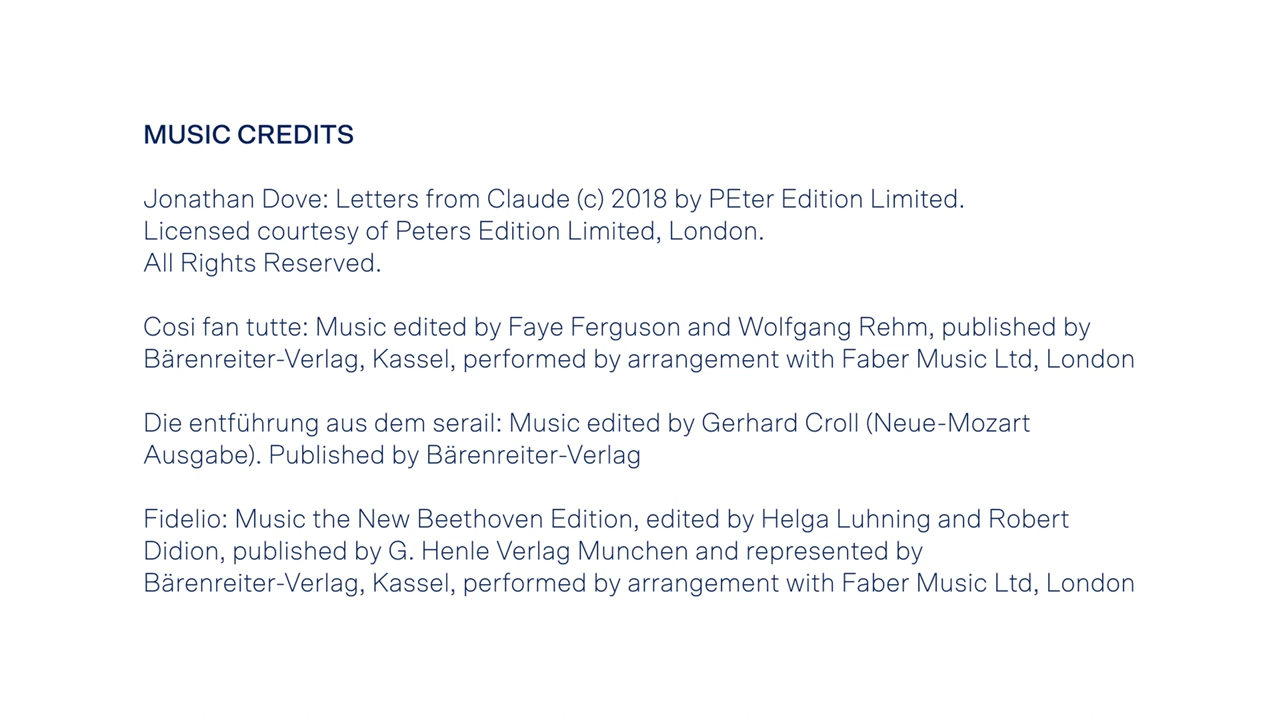 MUSIC CREDITS
Jonathan Dove: Letters from Claude (c) 2018 by PEter Edition Limited.
Licensed courtesy of Peters Edition Limited, London.
All Rights Reserved.
Cosi fan tutte: Music edited by Faye Ferguson and Wolfgang Rehm, published by
Bärenreiter-Verlag, Kassel, performed by arrangement with Faber Music Ltd, London
Die entführung aus dem serail: Music edited by Gerhard Croll (Neue-Mozart
Ausgabe). Published by Bärenreiter-Verlag
Fidelio: Music the New Beethoven Edition, edited by Helga Luhning and Robert
Didion, published by G. Henle Verlag Munchen and represented by
Bärenreiter-Verlag, Kassel, performed by arrangement with Faber Music Ltd, London